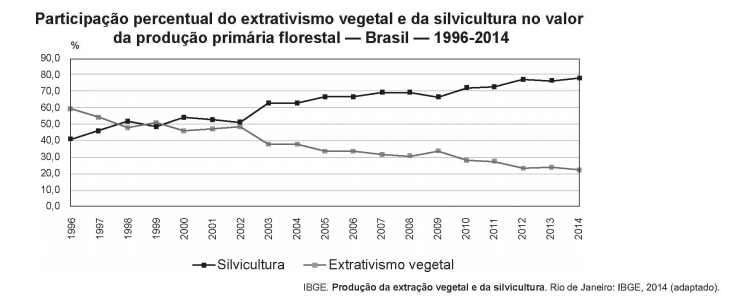 Participação percentual do extrativismo vegetal e da silvicultura no valor
da produção primária florestal — Brasil — 1996-2014
%
90,0
80,0
70,0
60,0
50,0
40,0
30,0
20,0
10,0
0,0
1996 1997 1998 1999 2000 2001 2002 2003 2004 2005 2006 2007 2008 2009 2010 2011 2012 2013 2014
Silvicultura Extrativismo vegetal
IBGE. Produção da extração vegetal e da silvicultura. Rio de Janeiro: IBGE, 2014 (adaptado).